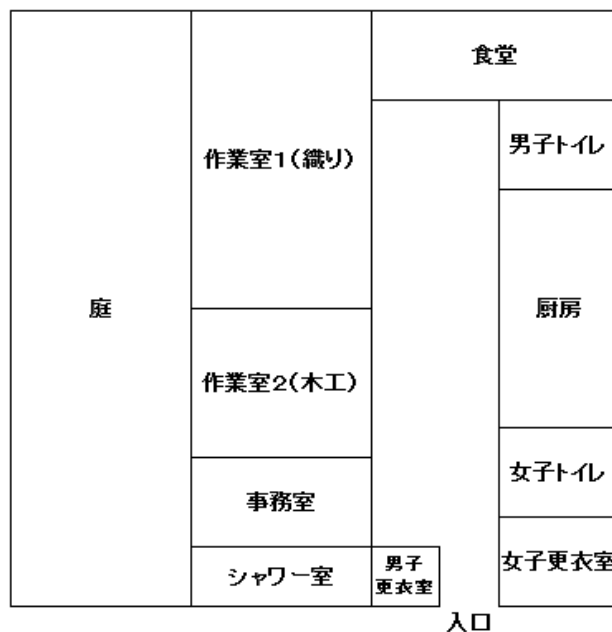 食堂
男子トイレ
作業室1(織り)
庭
厨房
作業室2(木工)
女子トイレ
事務室
男子
更衣室
女子更衣室
シャワー室
入口